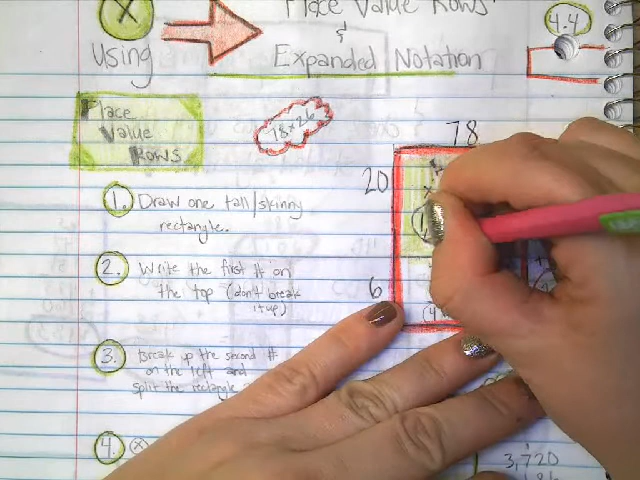 Place Value Rows
4.4
&
Using
Expanded Notation
Place
Value
Rows
78 x 26
78
20
6
1. Draw one tall/skinny
rectangle.
2. Write the first # on
the top (don't break
it up)
3. Break up the second #
on the left and
split the rectangle
4.
3,720